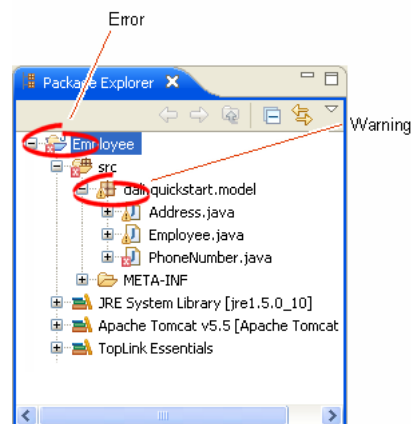 Error
Package Explorer
Warning
Employee
src
dali.quickstart.model
Address.java
Employee.java
PhoneNumber.java
META-INF
JRE System Library [jre1.5.0_10]
Apache Tomcat v5.5 [Apache Tomcat
TopLink Essentials